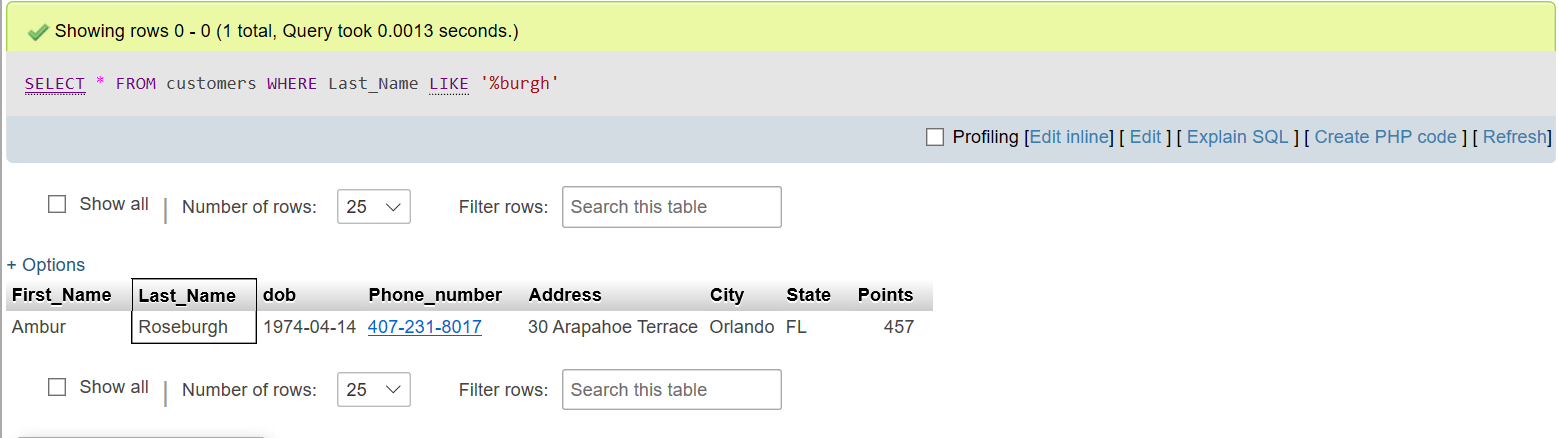 Showing rows 0 - 0 (1 total, Query took 0.0013 seconds.)
SELECT * FROM customers WHERE Last_Name LIKE '%burgh'
Profiling [Edit inline] [ Edit ] [ Explain SQL ] [ Create PHP code ] [ Refresh]
Show all | Number of rows: 25 Filter rows: Search this table
+ Options
First_Name Last_Name dob Phone_number Address City State Points
Ambur Roseburgh 1974-04-14 407-231-8017 30 Arapahoe Terrace Orlando FL 457
Show all | Number of rows: 25 Filter rows: Search this table